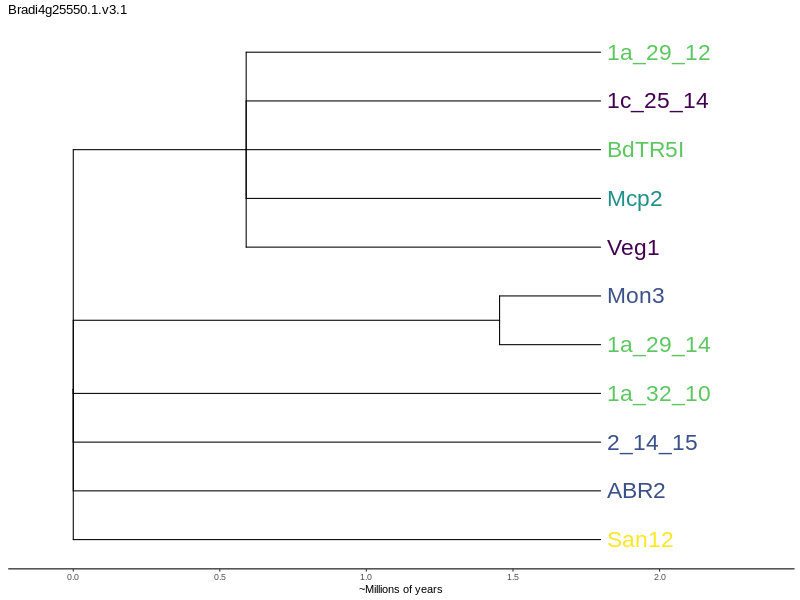 Bradi4g25550.1.v3.1
1a_29_12
1c_25_14
BdTR5I
Mcp2
Veg1
Mon3
1a_29_14
1a_32_10
2_14_15
ABR2
San12
0.0 0.5 1.0 1.5 2.0
~Millions of years